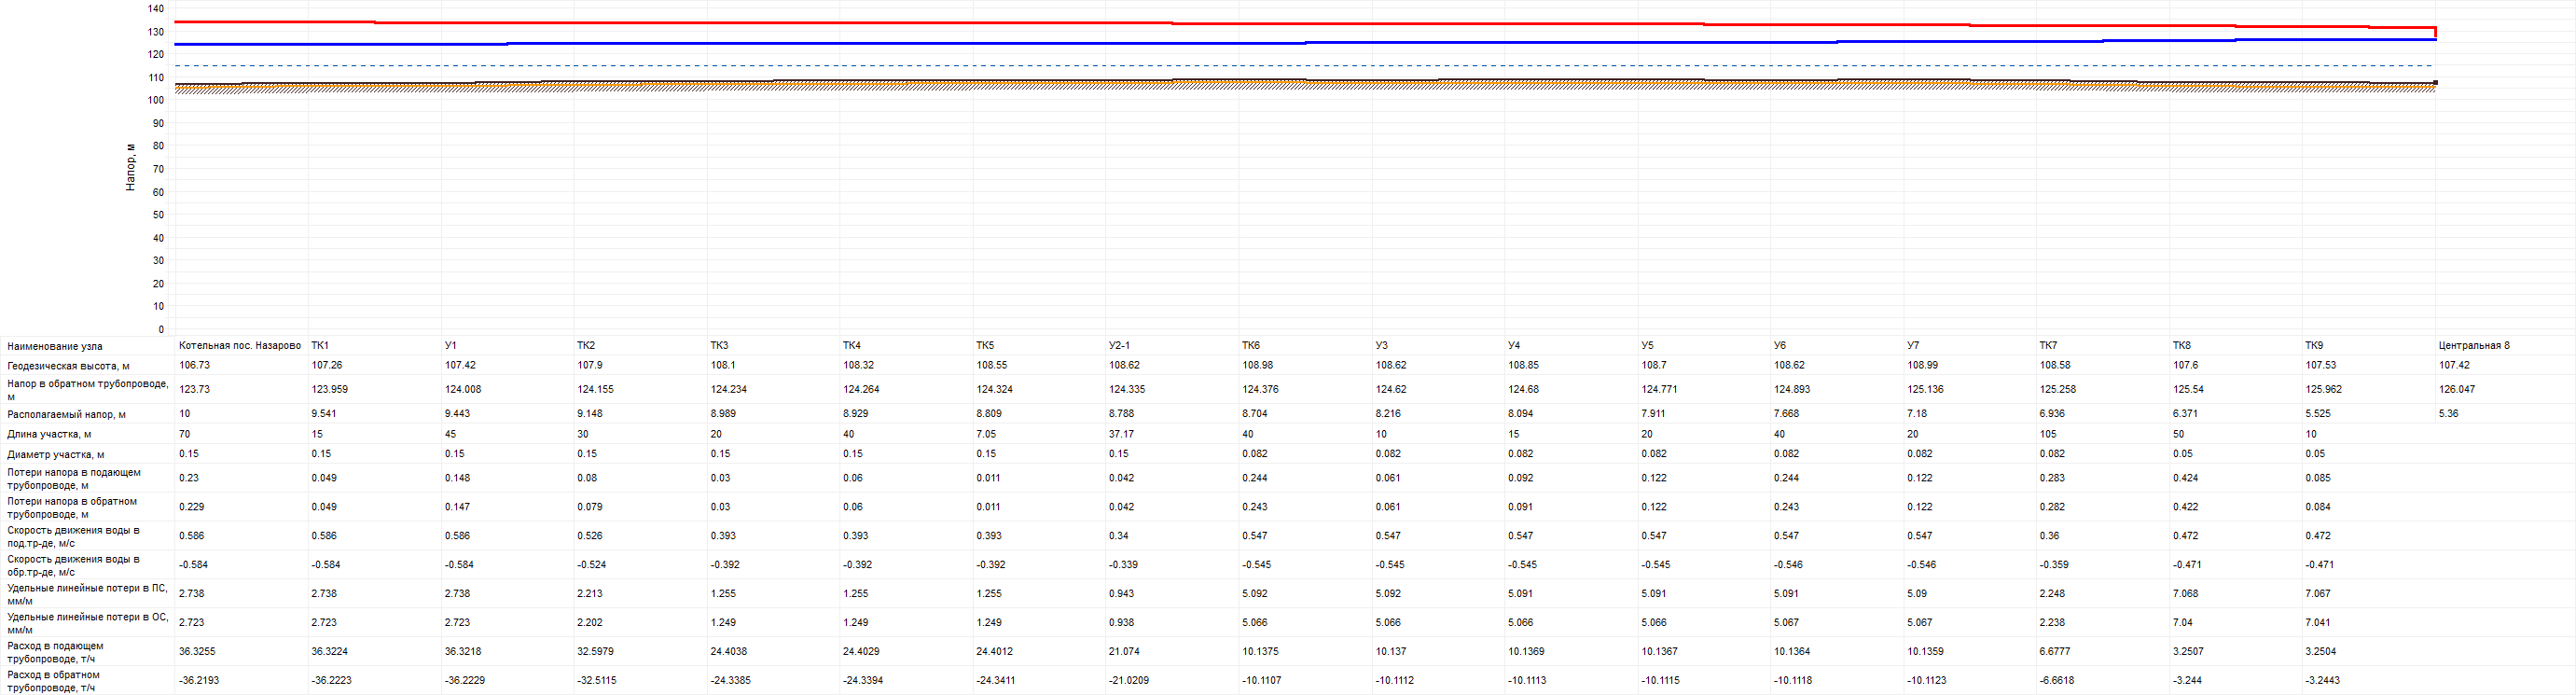 140
130
120
110
100
90
80
70
60
50
40
30
20
10
0
Напор, м
Наименование узла Котельная пос. Назарово ТК1 У1 ТК2 ТК3 ТК4 ТК5 У2-1 ТК6 У3 У4 У5 У6 У7 ТК7 ТК8 ТК9 Центральная 8
Геодезическая высота, м 106.73 107.26 107.42 107.9 108.1 108.32 108.55 108.62 108.98 108.62 108.85 108.7 108.62 108.99 108.58 107.6 107.53 107.42
Напор в обратном трубопроводе,
м 123.73 123.959 124.008 124.155 124.234 124.264 124.324 124.335 124.376 124.62 124.68 124.771 124.893 125.136 125.258 125.54 125.962 126.047
Располагаемый напор, м 10 9.541 9.443 9.148 8.989 8.929 8.809 8.788 8.704 8.216 8.094 7.911 7.668 7.18 6.936 6.371 5.525 5.36
Длина участка, м 70 15 45 30 20 40 7.05 37.17 40 10 15 20 40 20 105 50 10
Диаметр участка, м 0.15 0.15 0.15 0.15 0.15 0.15 0.15 0.15 0.082 0.082 0.082 0.082 0.082 0.082 0.082 0.05 0.05
Потери напора в подающем
трубопроводе, м 0.23 0.049 0.148 0.08 0.03 0.06 0.011 0.042 0.244 0.061 0.092 0.122 0.244 0.122 0.283 0.424 0.085
Потери напора в обратном
трубопроводе, м 0.229 0.049 0.147 0.079 0.03 0.06 0.011 0.042 0.243 0.061 0.091 0.122 0.243 0.122 0.282 0.422 0.084
Скорость движения воды в
под.тр-де, м/с 0.586 0.586 0.586 0.526 0.393 0.393 0.393 0.34 0.547 0.547 0.547 0.547 0.547 0.547 0.36 0.472 0.472
Скорость движения воды в
обр.тр-де, м/с -0.584 -0.584 -0.584 -0.524 -0.392 -0.392 -0.392 -0.339 -0.545 -0.545 -0.545 -0.545 -0.546 -0.546 -0.359 -0.471 -0.471
Удельные линейные потери в ПС,
мм/м 2.738 2.738 2.738 2.213 1.255 1.255 1.255 0.943 5.092 5.092 5.091 5.091 5.091 5.09 2.248 7.068 7.067
Удельные линейные потери в ОС,
мм/м 2.723 2.723 2.723 2.202 1.249 1.249 1.249 0.938 5.066 5.066 5.066 5.066 5.067 5.067 2.238 7.04 7.041
Расход в подающем
трубопроводе, т/ч 36.3255 36.3224 36.3218 32.5979 24.4038 24.4029 24.4012 21.074 10.1375 10.137 10.1369 10.1367 10.1364 10.1359 6.6777 3.2507 3.2504
Расход в обратном
трубопроводе, т/ч -36.2193 -36.2223 -36.2229 -32.5115 -24.3385 -24.3394 -24.3411 -21.0209 -10.1107 -10.1112 -10.1113 -10.1115 -10.1118 -10.1123 -6.6618 -3.244 -3.2443